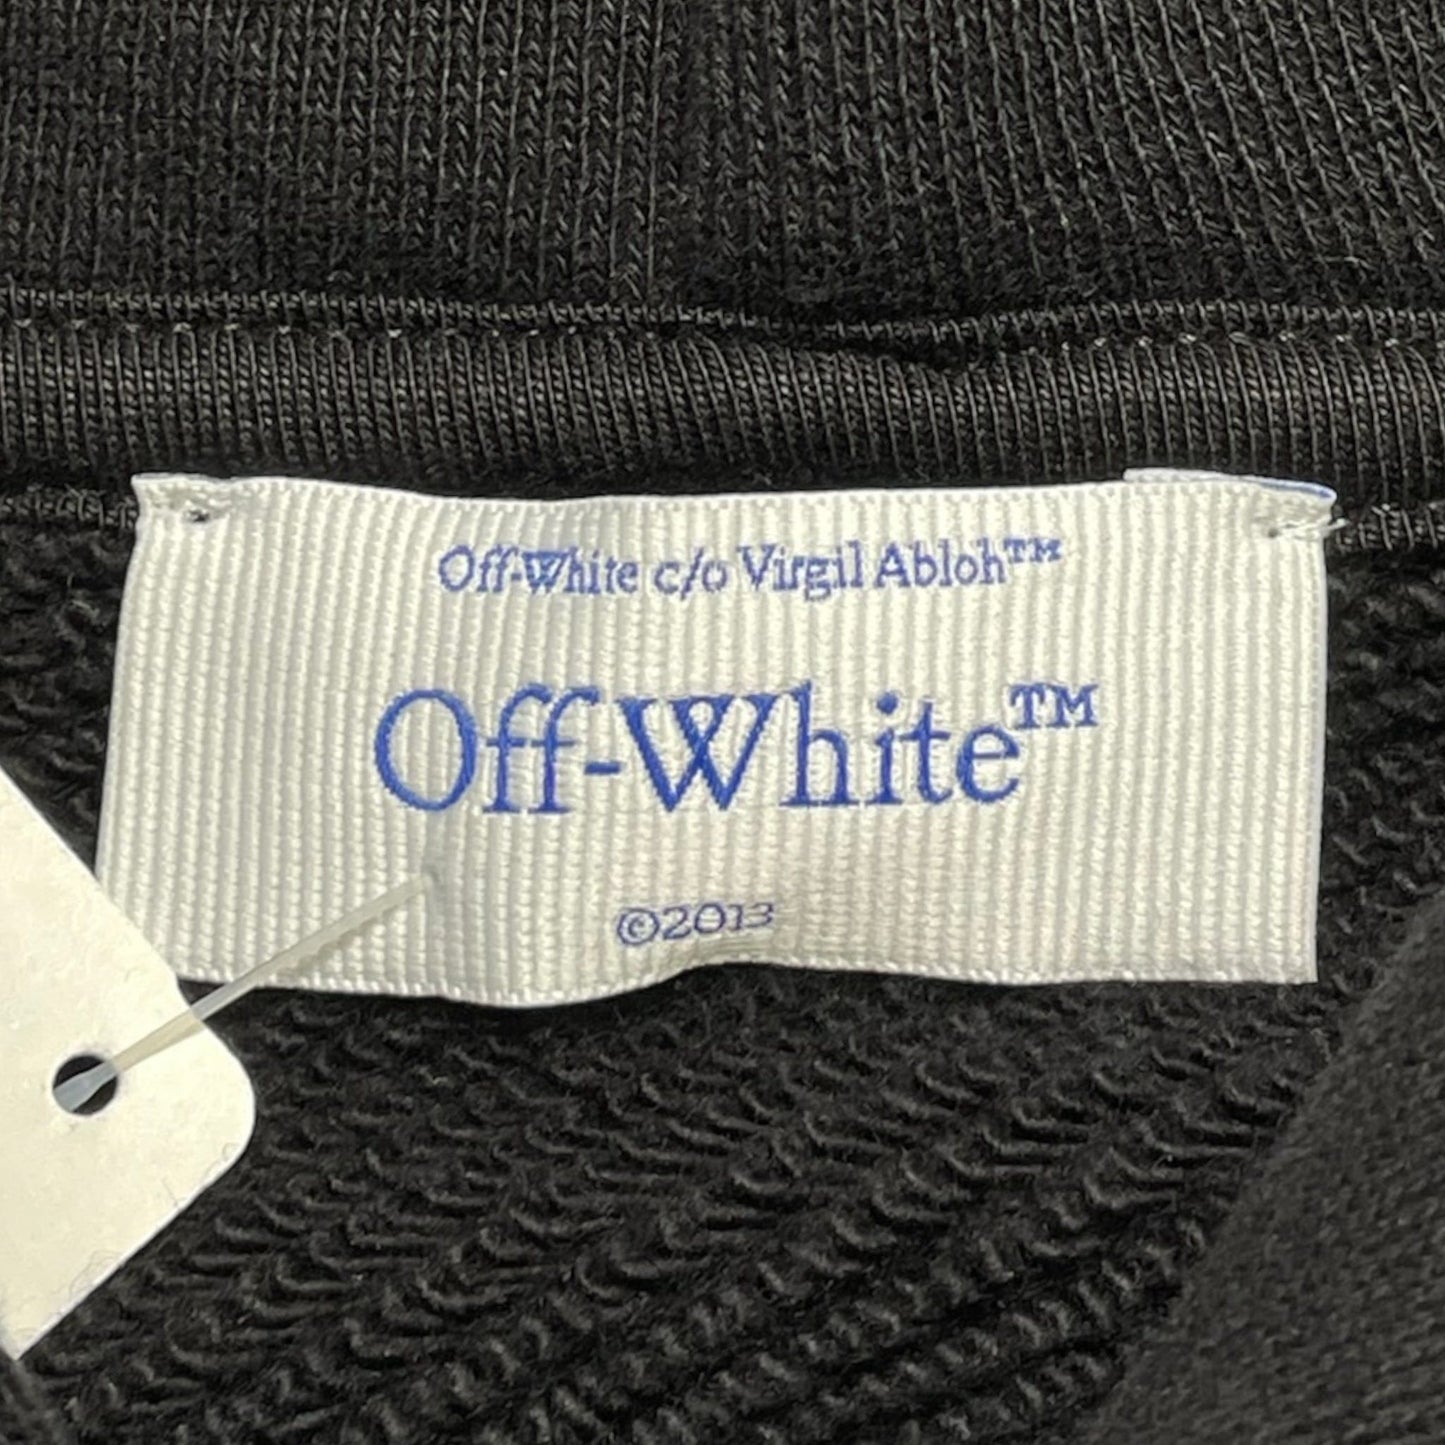 Off-White c/o Virgil Abloh™
Off-White™
©2013